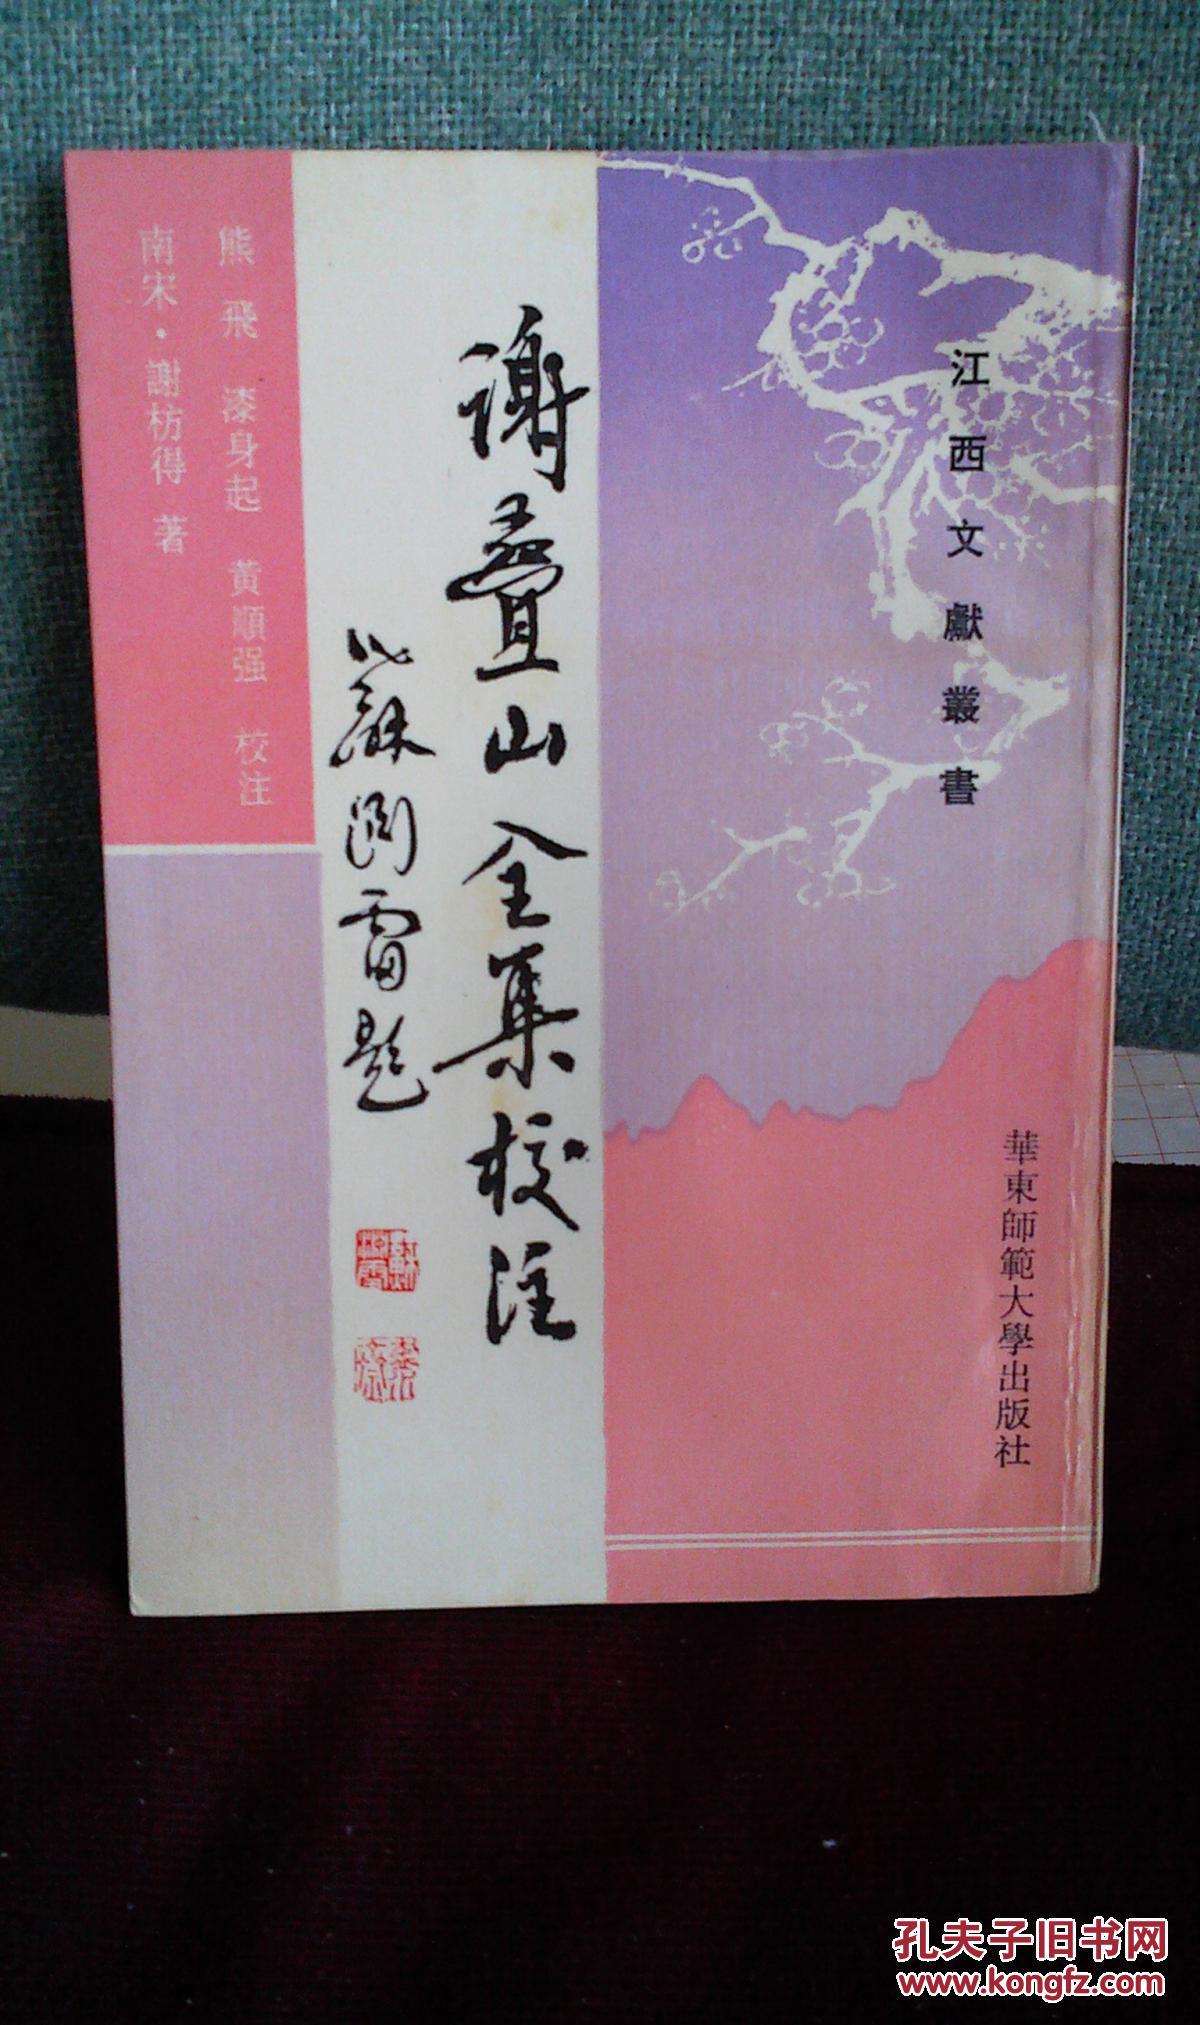 江西文獻叢書
華東師範大學出版社
謝疊山全集校注
蘇淵雷題
熊飛 漆身起 黃順强 校注
南宋·謝枋得 著
孔夫子旧书网
www.kongfz.com